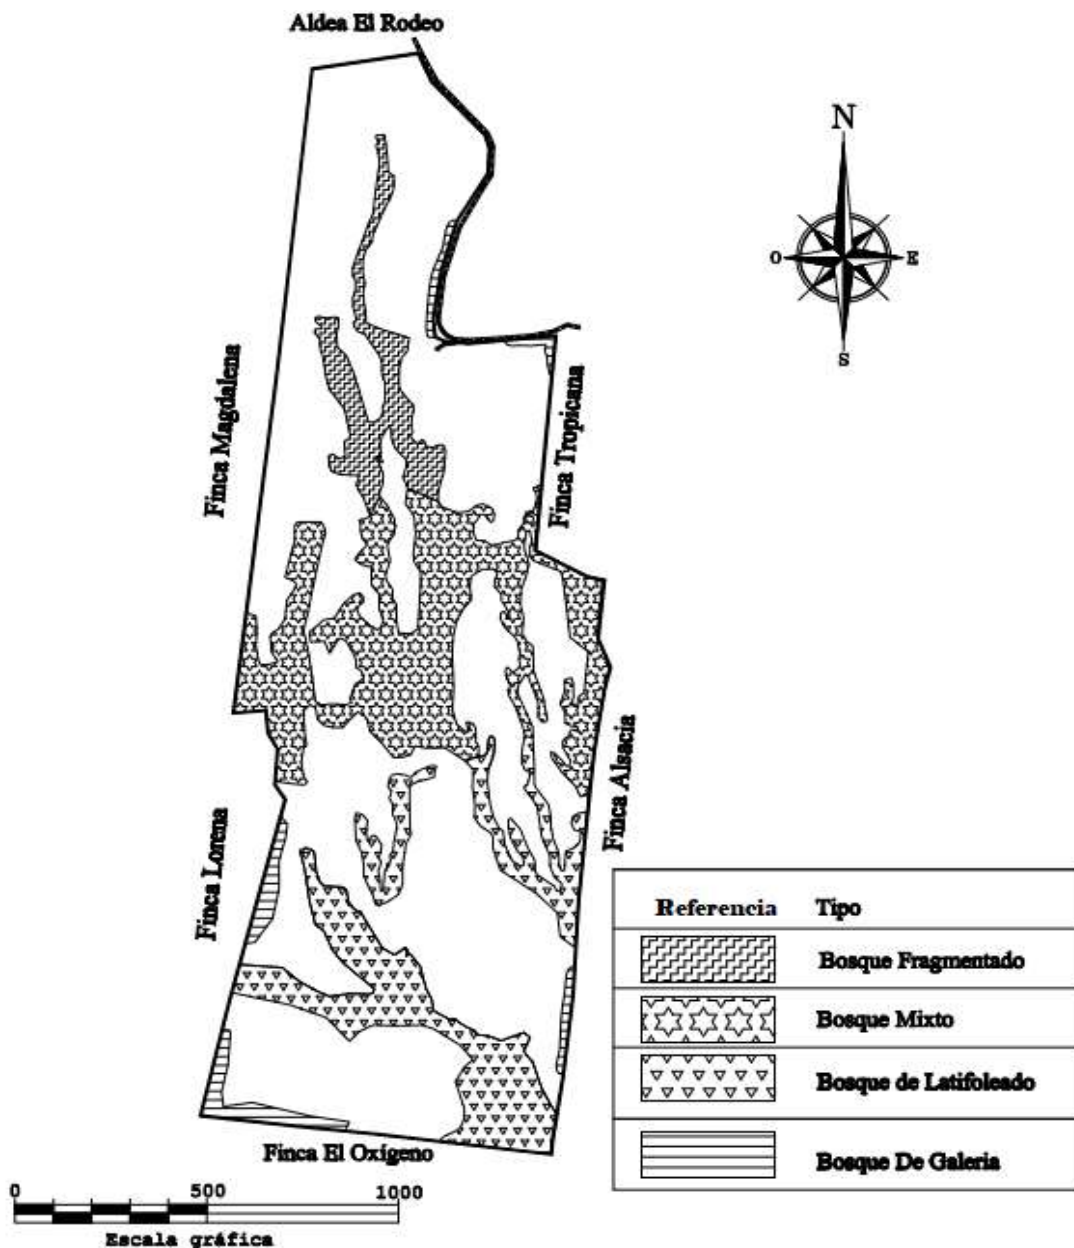 Aldea El Rodeo
N
O
E
S
Finca Magdalena
Finca Tropicana
Finca Alsacia
Finca Lorena
Referencia Tipo
Bosque Fragmentado
Bosque Mixto
Bosque de Latifoleado
Bosque De Galeria
Finca El Oxígeno
0 500 1000
Escala gráfica